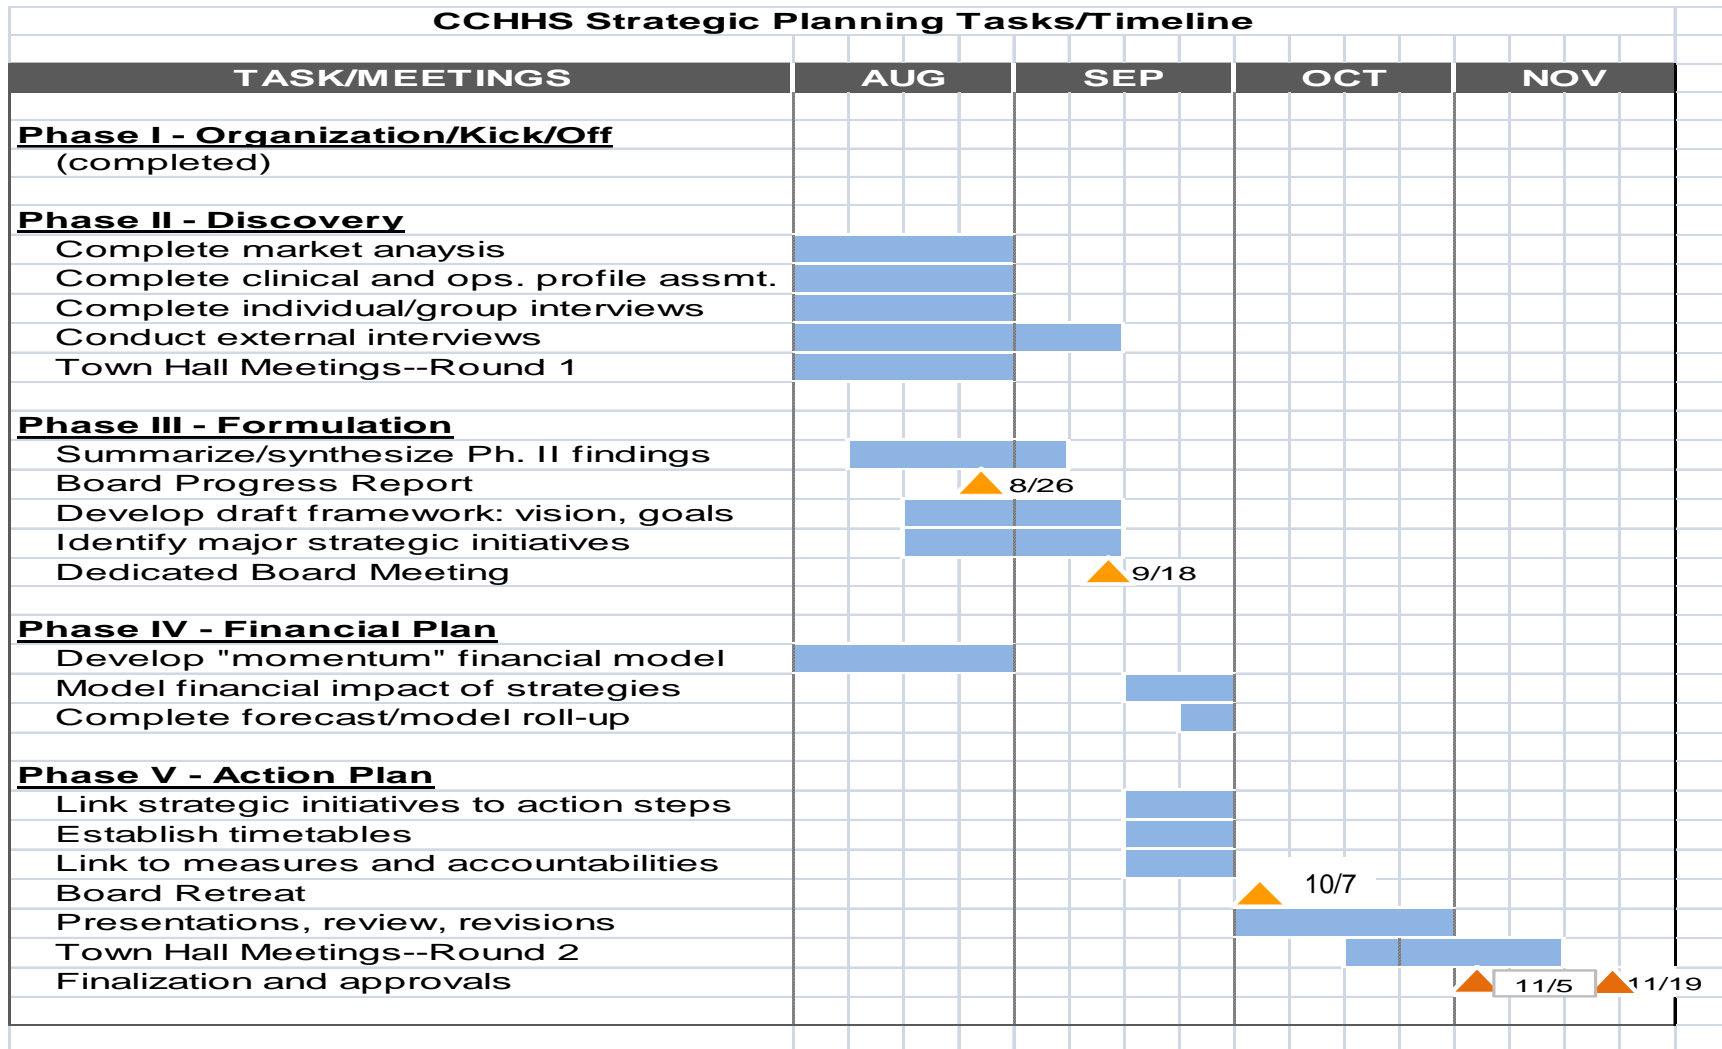 CCHHS Strategic Planning Tasks/Timeline
TASK/MEETINGS AUG SEP OCT NOV
Phase I - Organization/Kick/Off
(completed)
Phase II - Discovery
Complete market anaysis
Complete clinical and ops. profile assmt.
Complete individual/group interviews
Conduct external interviews
Town Hall Meetings--Round 1
Phase III - Formulation
Summarize/synthesize Ph. II findings
Board Progress Report 8/26
Develop draft framework: vision, goals
Identify major strategic initiatives
Dedicated Board Meeting 9/18
Phase IV - Financial Plan
Develop "momentum" financial model
Model financial impact of strategies
Complete forecast/model roll-up
Phase V - Action Plan
Link strategic initiatives to action steps
Establish timetables
Link to measures and accountabilities
Board Retreat 10/7
Presentations, review, revisions
Town Hall Meetings--Round 2
Finalization and approvals 11/5 11/19